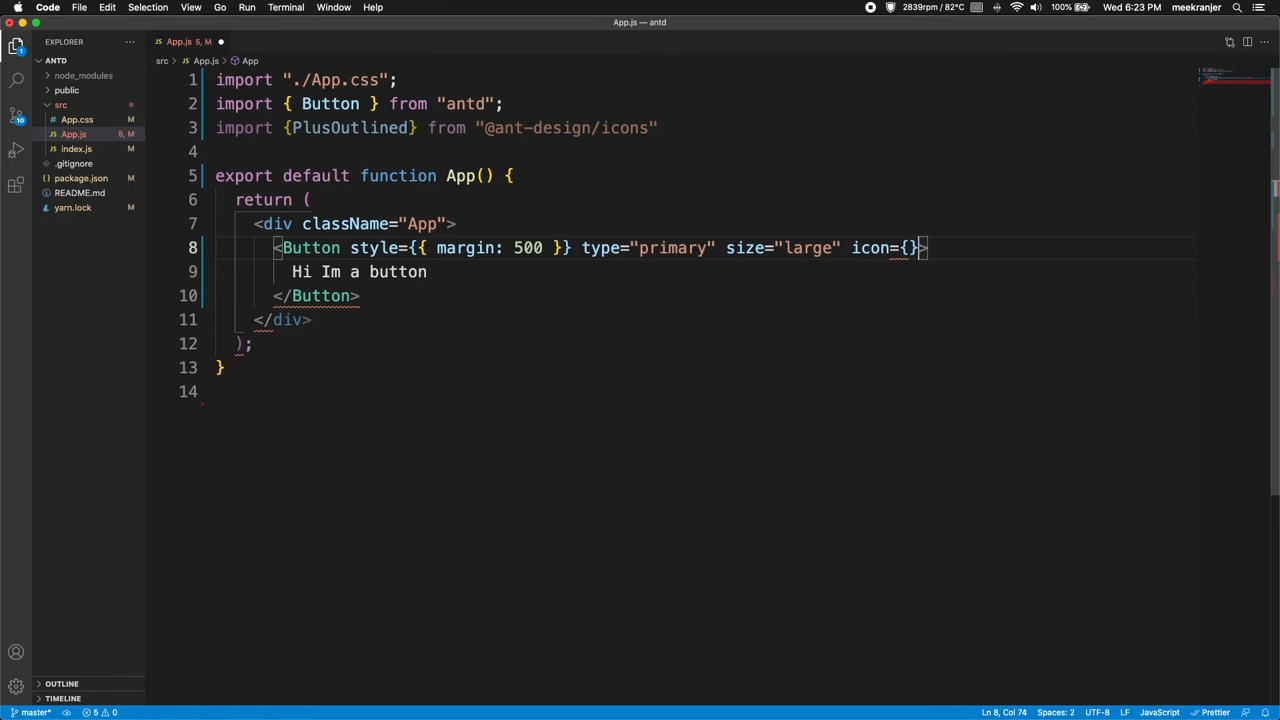 Code File Edit Selection View Go Run Terminal Window Help 2839rpm / 82°C 100% Wed 6:23 PM meekranjer
App.js — antd
EXPLORER
ANTD
node_modules
public
src
App.css M
App.js 5, M
index.js M
.gitignore
package.json M
README.md
yarn.lock M
OUTLINE
TIMELINE
1
10
App.js 5, M
src > App.js > App
1 import "./App.css";
2 import { Button } from "antd";
3 import {PlusOutlined} from "@ant-design/icons"
4
5 export default function App() {
6 return (
7 <div className="App">
8 <Button style={{ margin: 500 }} type="primary" size="large" icon={}>
9 Hi Im a button
10 </Button>
11 </div>
12 );
13 }
14
master* 5 0 Ln 8, Col 74 Spaces: 2 UTF-8 LF JavaScript Prettier